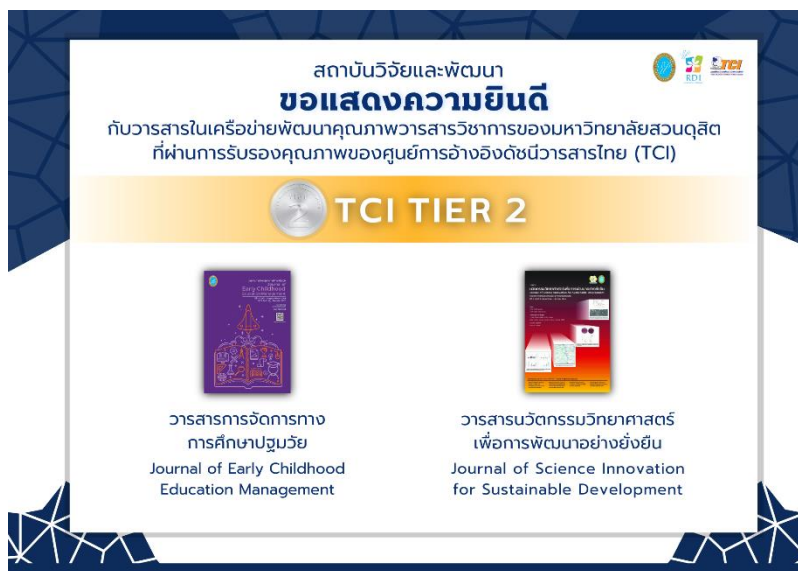 สถาบันวิจัยและพัฒนา
ขอแสดงความยินดี
กับวารสารในเครือข่ายพัฒนาคุณภาพวารสารวิชาการของมหาวิทยาลัยสวนดุสิต
ที่ผ่านการรับรองคุณภาพของศูนย์การอ้างอิงดัชนีวารสารไทย (TCI)
RDI
TCI
2
TCI TIER 2
Early Childhood
วารสารการจัดการทาง
การศึกษาปฐมวัย
Journal of Early Childhood
Education Management
วารสารนวัตกรรมวิทยาศาสตร์
เพื่อการพัฒนาอย่างยั่งยืน
Journal of Science Innovation
for Sustainable Development